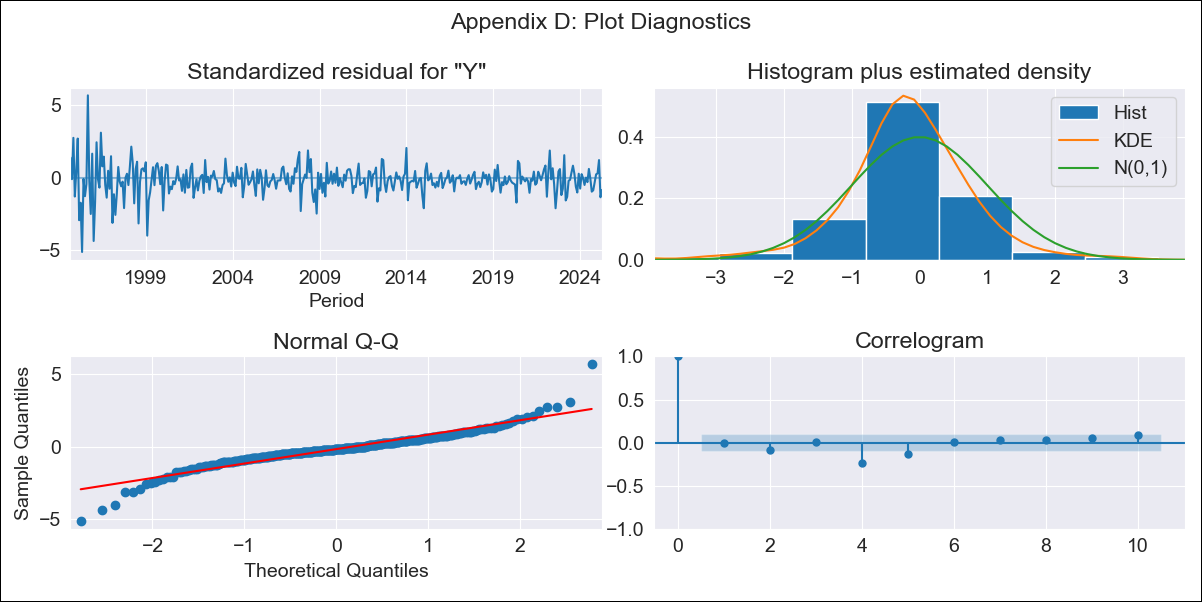 Appendix D: Plot Diagnostics
Standardized residual for "Y"
5
0
−5
1999 2004 2009 2014 2019 2024
Period
Histogram plus estimated density
Hist
KDE
N(0,1)
0.4
0.2
0.0
−3 −2 −1 0 1 2 3
Normal Q-Q
Sample Quantiles
5
0
−5
−2 −1 0 1 2
Theoretical Quantiles
Correlogram
1.0
0.5
0.0
−0.5
−1.0
0 2 4 6 8 10